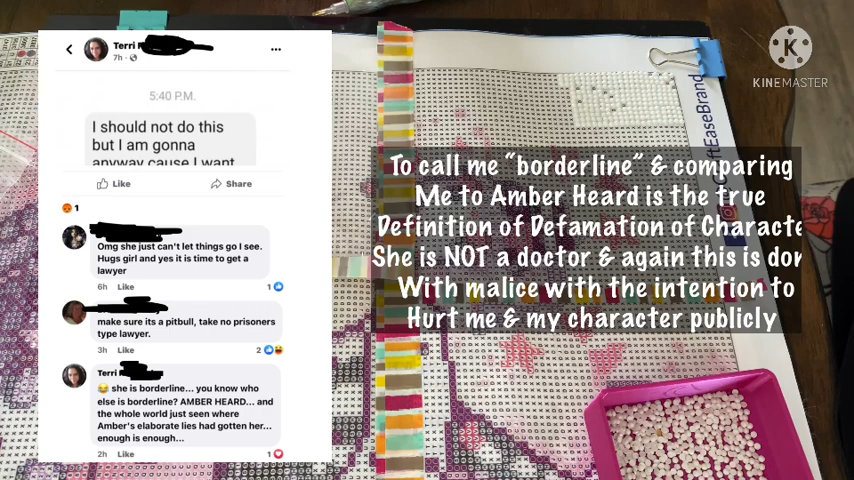 Terri
7h
5:40 P.M.
I should not do this
but I am gonna
anyway cause I want
Like
Share
1
Omg she just can't let things go I see.
Hugs girl and yes it is time to get a
lawyer
6h Like 1
make sure its a pitbull, take no prisoners
type lawyer.
3h Like 2
Terri
😂 she is borderline... you know who
else is borderline? AMBER HEARD... and
the whole world just seen where
Amber's elaborate lies had gotten her...
enough is enough...
2h Like 1
To call me “borderline” & comparing
Me to Amber Heard is the true
Definition of Defamation of Characte
She is NOT a doctor & again this is don
With malice with the intention to
Hurt me & my character publicly
K
KINEMASTER
ftEaseBrand